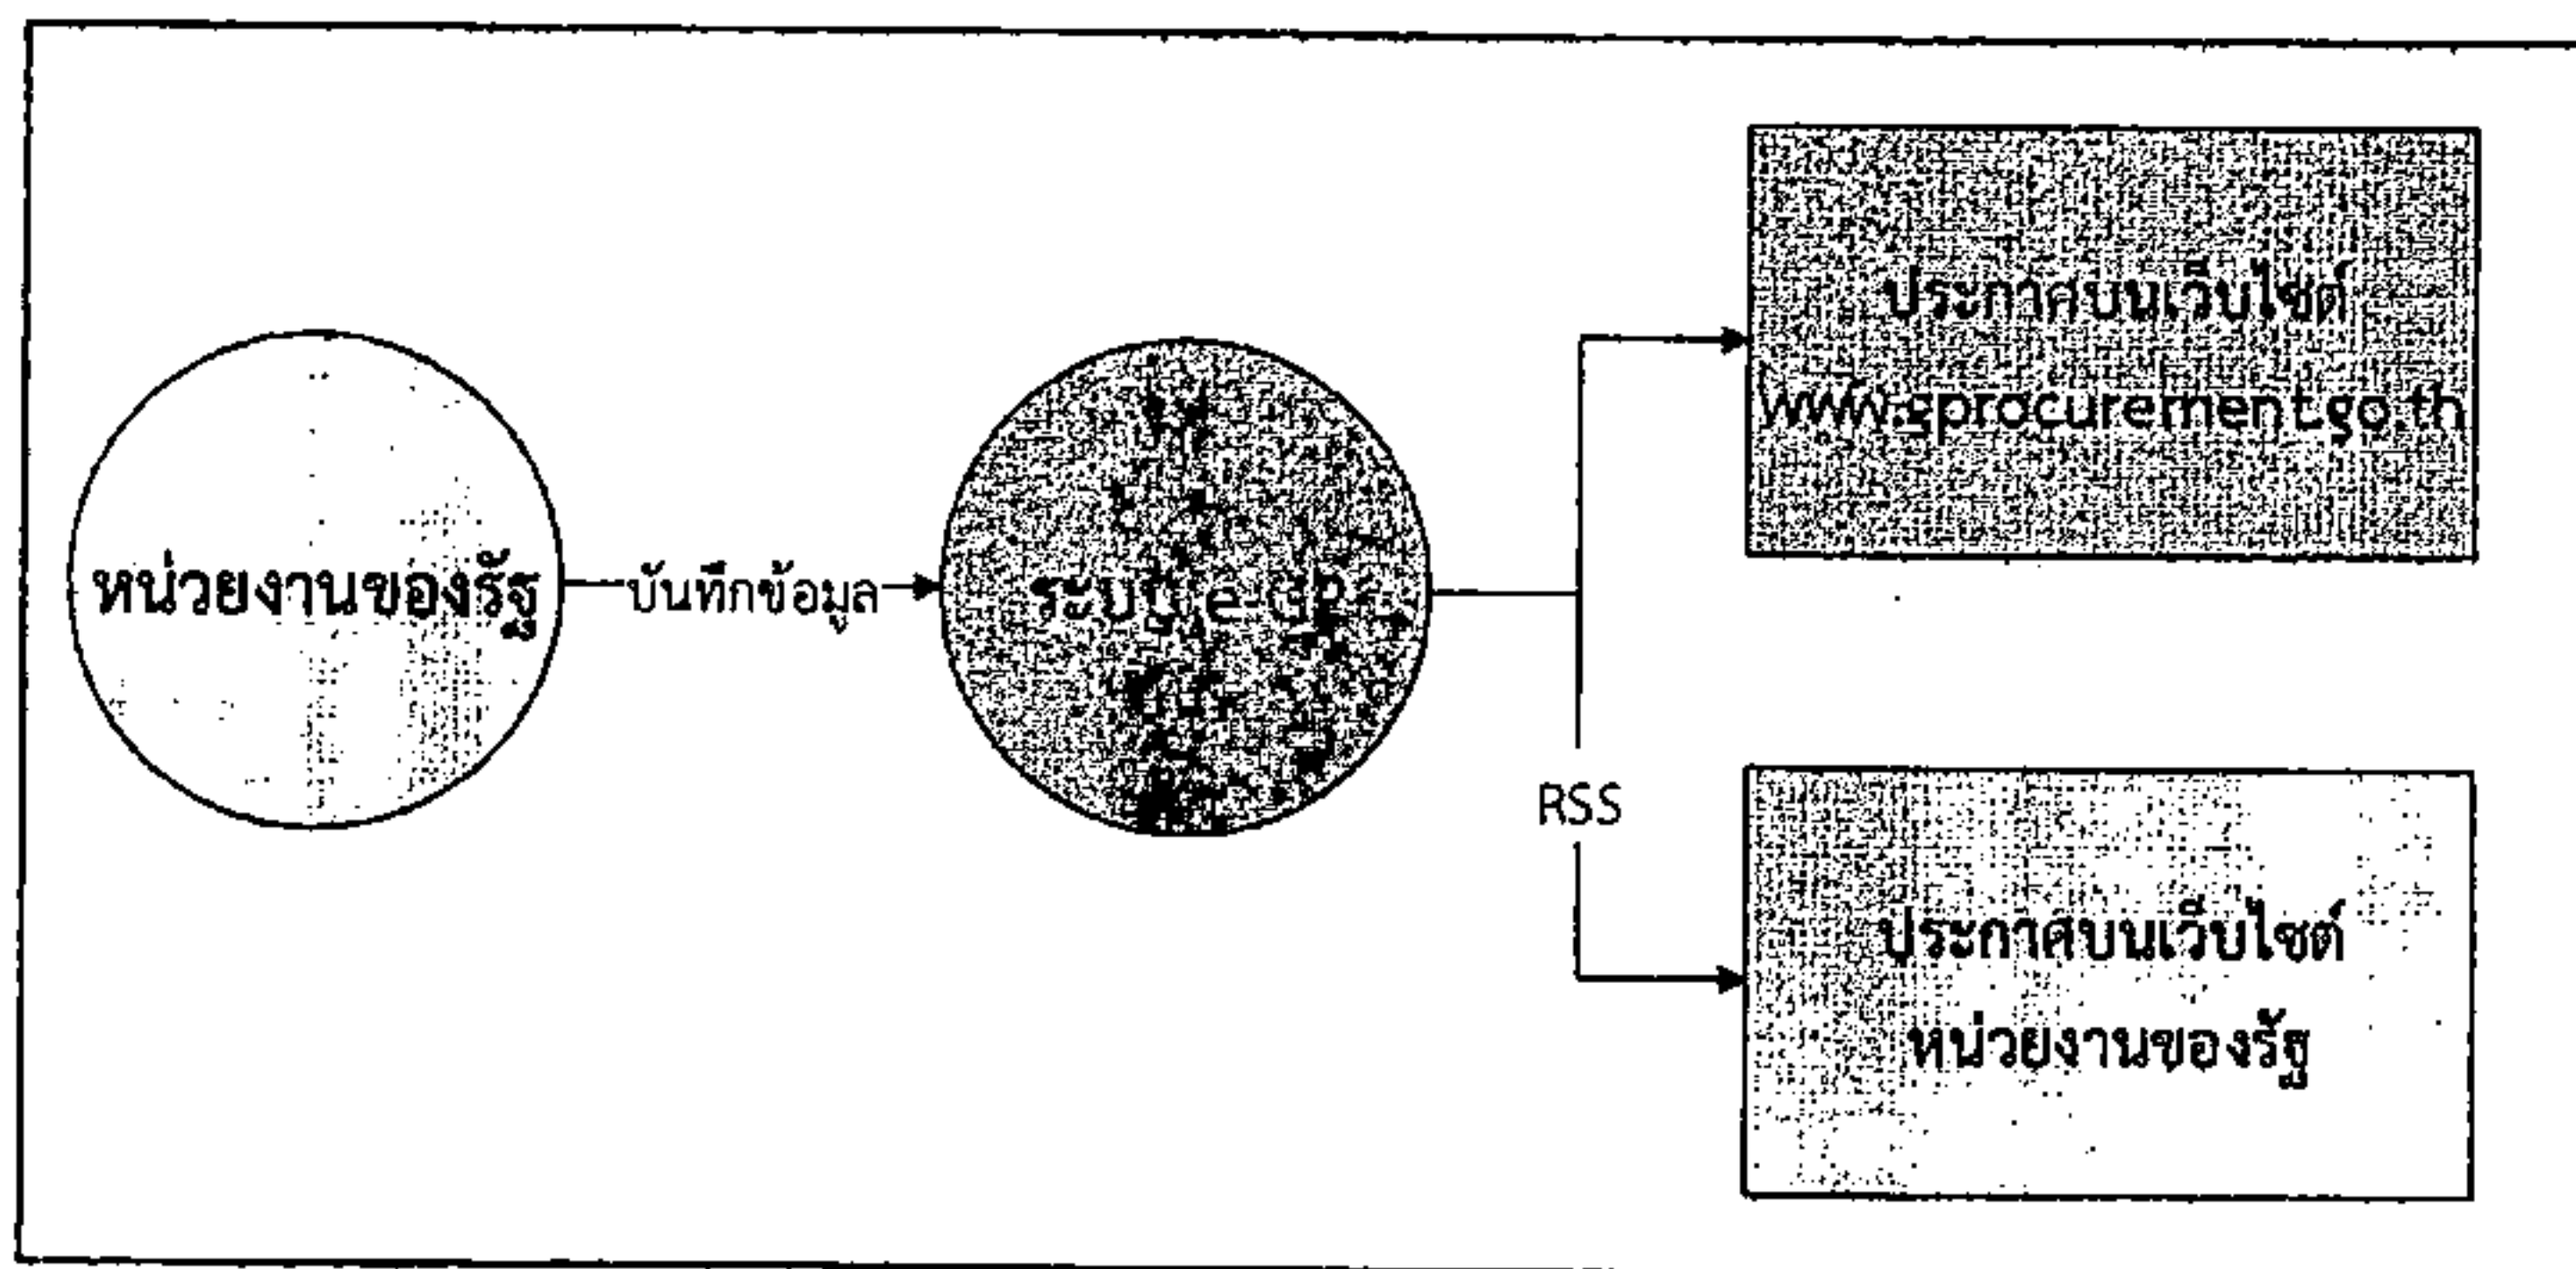 หน่วยงานของรัฐ
บันทึกข้อมูล
ระบบ e-GP
ประกาศบนเว็บไซต์
www.gprocurement.go.th
RSS
ประกาศบนเว็บไซต์
หน่วยงานของรัฐ